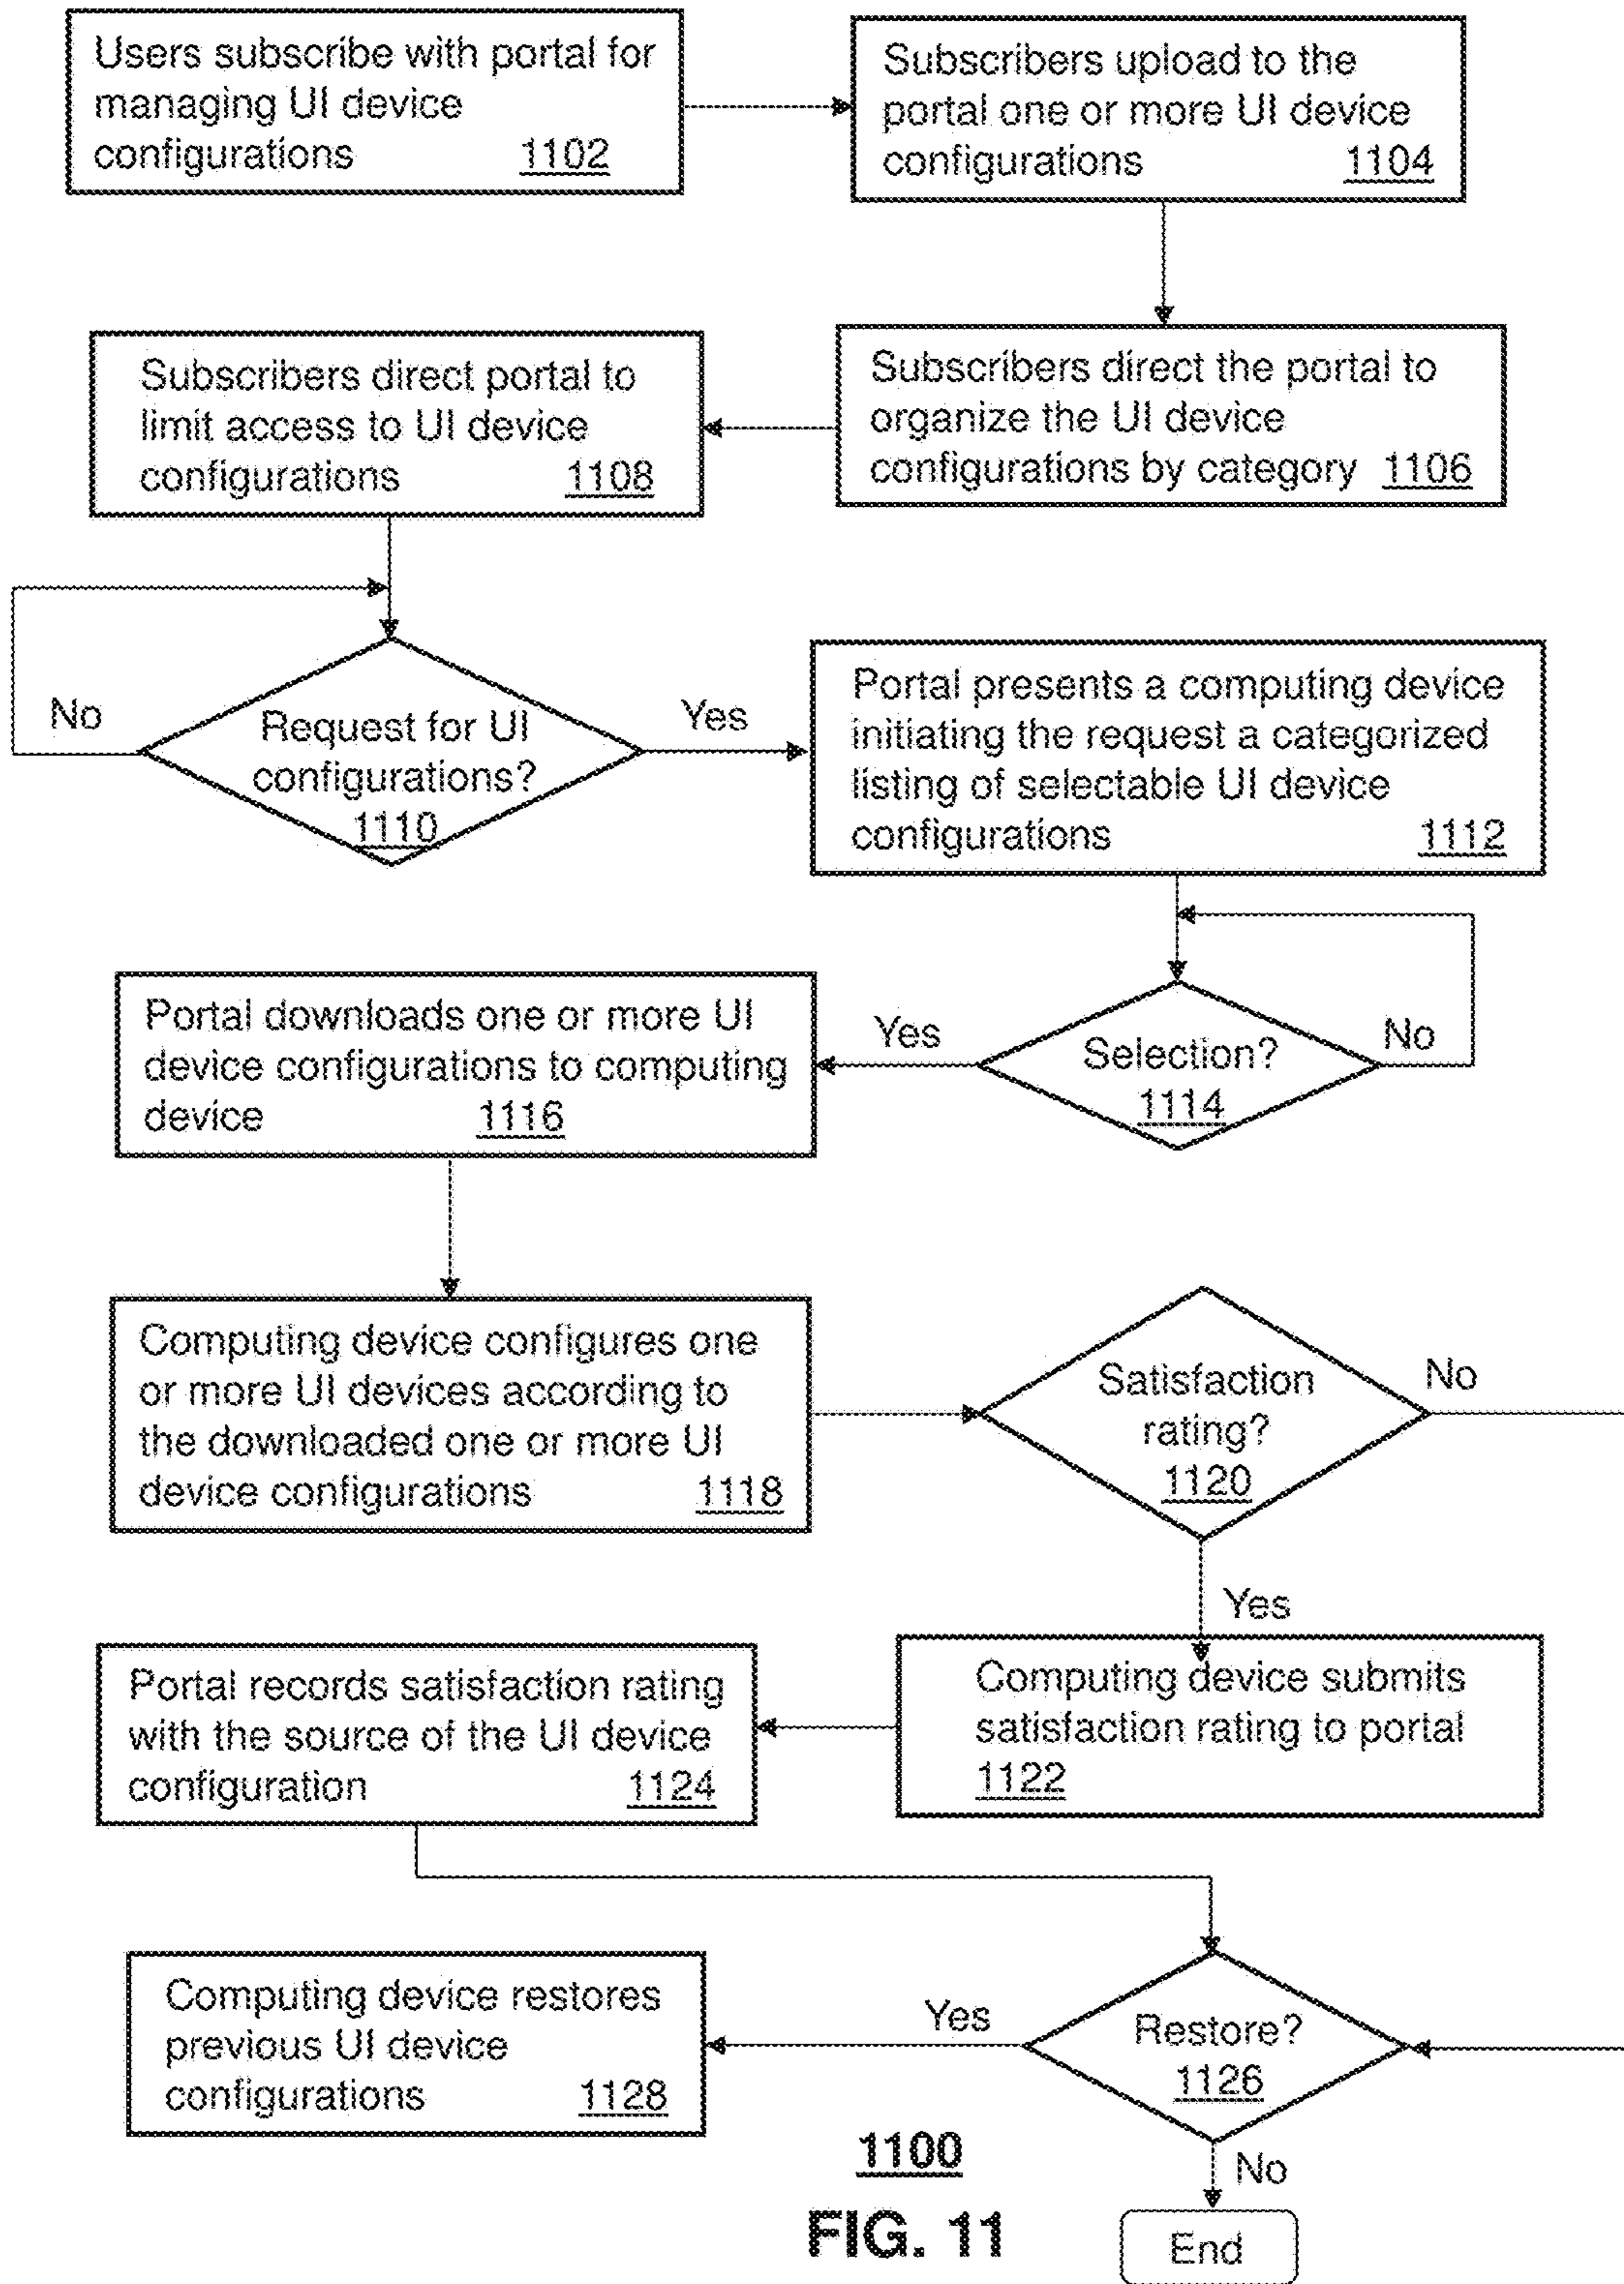 Users subscribe with portal for
managing UI device
configurations 1102
Subscribers upload to the
portal one or more UI device
configurations 1104
Subscribers direct portal to
limit access to UI device
configurations 1108
Subscribers direct the portal to
organize the UI device
configurations by category 1106
No
Request for UI
configurations?
1110
Yes
Portal presents a computing device
initiating the request a categorized
listing of selectable UI device
configurations 1112
Portal downloads one or more UI
device configurations to computing
device 1116
Yes
Selection?
1114
No
Computing device configures one
or more UI devices according to
the downloaded one or more UI
device configurations 1118
Satisfaction
rating?
1120
No
Yes
Portal records satisfaction rating
with the source of the UI device
configuration 1124
Computing device submits
satisfaction rating to portal
1122
Computing device restores
previous UI device
configurations 1128
Yes
Restore?
1126
No
End
1100
FIG. 11